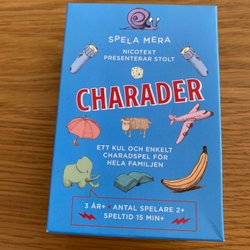 SPELA MERA
NICOTEXT
PRESENTERAR STOLT
CHARADER
ETT KUL OCH ENKELT
CHARADSPEL FÖR
HELA FAMILJEN
3 ÅR+ • ANTAL SPELARE 2+
SPELTID 15 MIN+